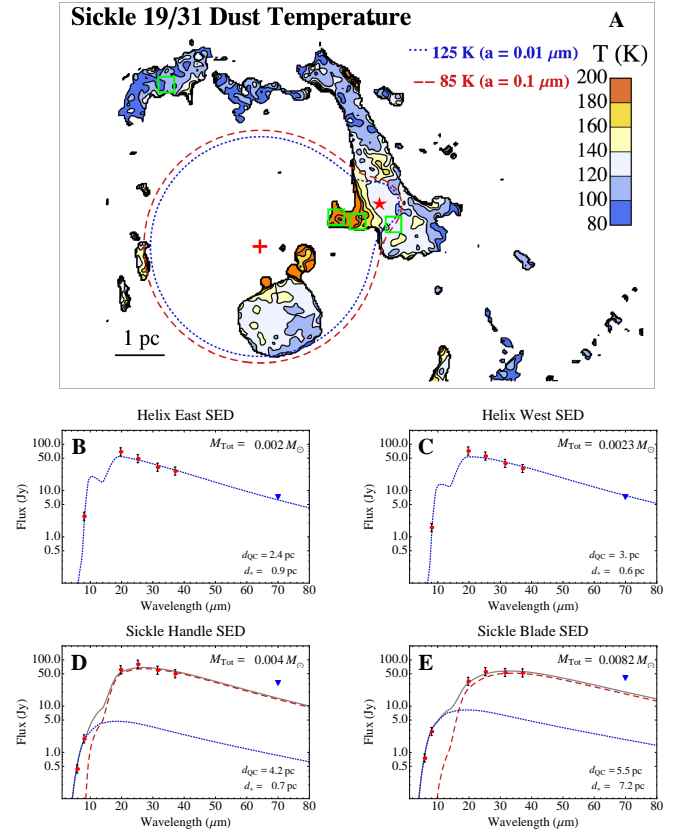 Sickle 19/31 Dust Temperature
A
125 K (a = 0.01 μm)
85 K (a = 0.1 μm)
T (K)
200
180
160
140
120
100
80
1 pc
Helix East SED
B
M_Tot = 0.002 M_⊙
Flux (Jy)
100.0
50.0
10.0
5.0
1.0
0.5
d_QC = 2.4 pc
d_* = 0.9 pc
10 20 30 40 50 60 70 80
Wavelength (μm)
Helix West SED
C
M_Tot = 0.0023 M_⊙
Flux (Jy)
100.0
50.0
10.0
5.0
1.0
0.5
d_QC = 3. pc
d_* = 0.6 pc
10 20 30 40 50 60 70 80
Wavelength (μm)
Sickle Handle SED
D
M_Tot = 0.004 M_⊙
Flux (Jy)
100.0
50.0
10.0
5.0
1.0
0.5
d_QC = 4.2 pc
d_* = 0.7 pc
10 20 30 40 50 60 70 80
Wavelength (μm)
Sickle Blade SED
E
M_Tot = 0.0082 M_⊙
Flux (Jy)
100.0
50.0
10.0
5.0
1.0
0.5
d_QC = 5.5 pc
d_* = 7.2 pc
10 20 30 40 50 60 70 80
Wavelength (μm)